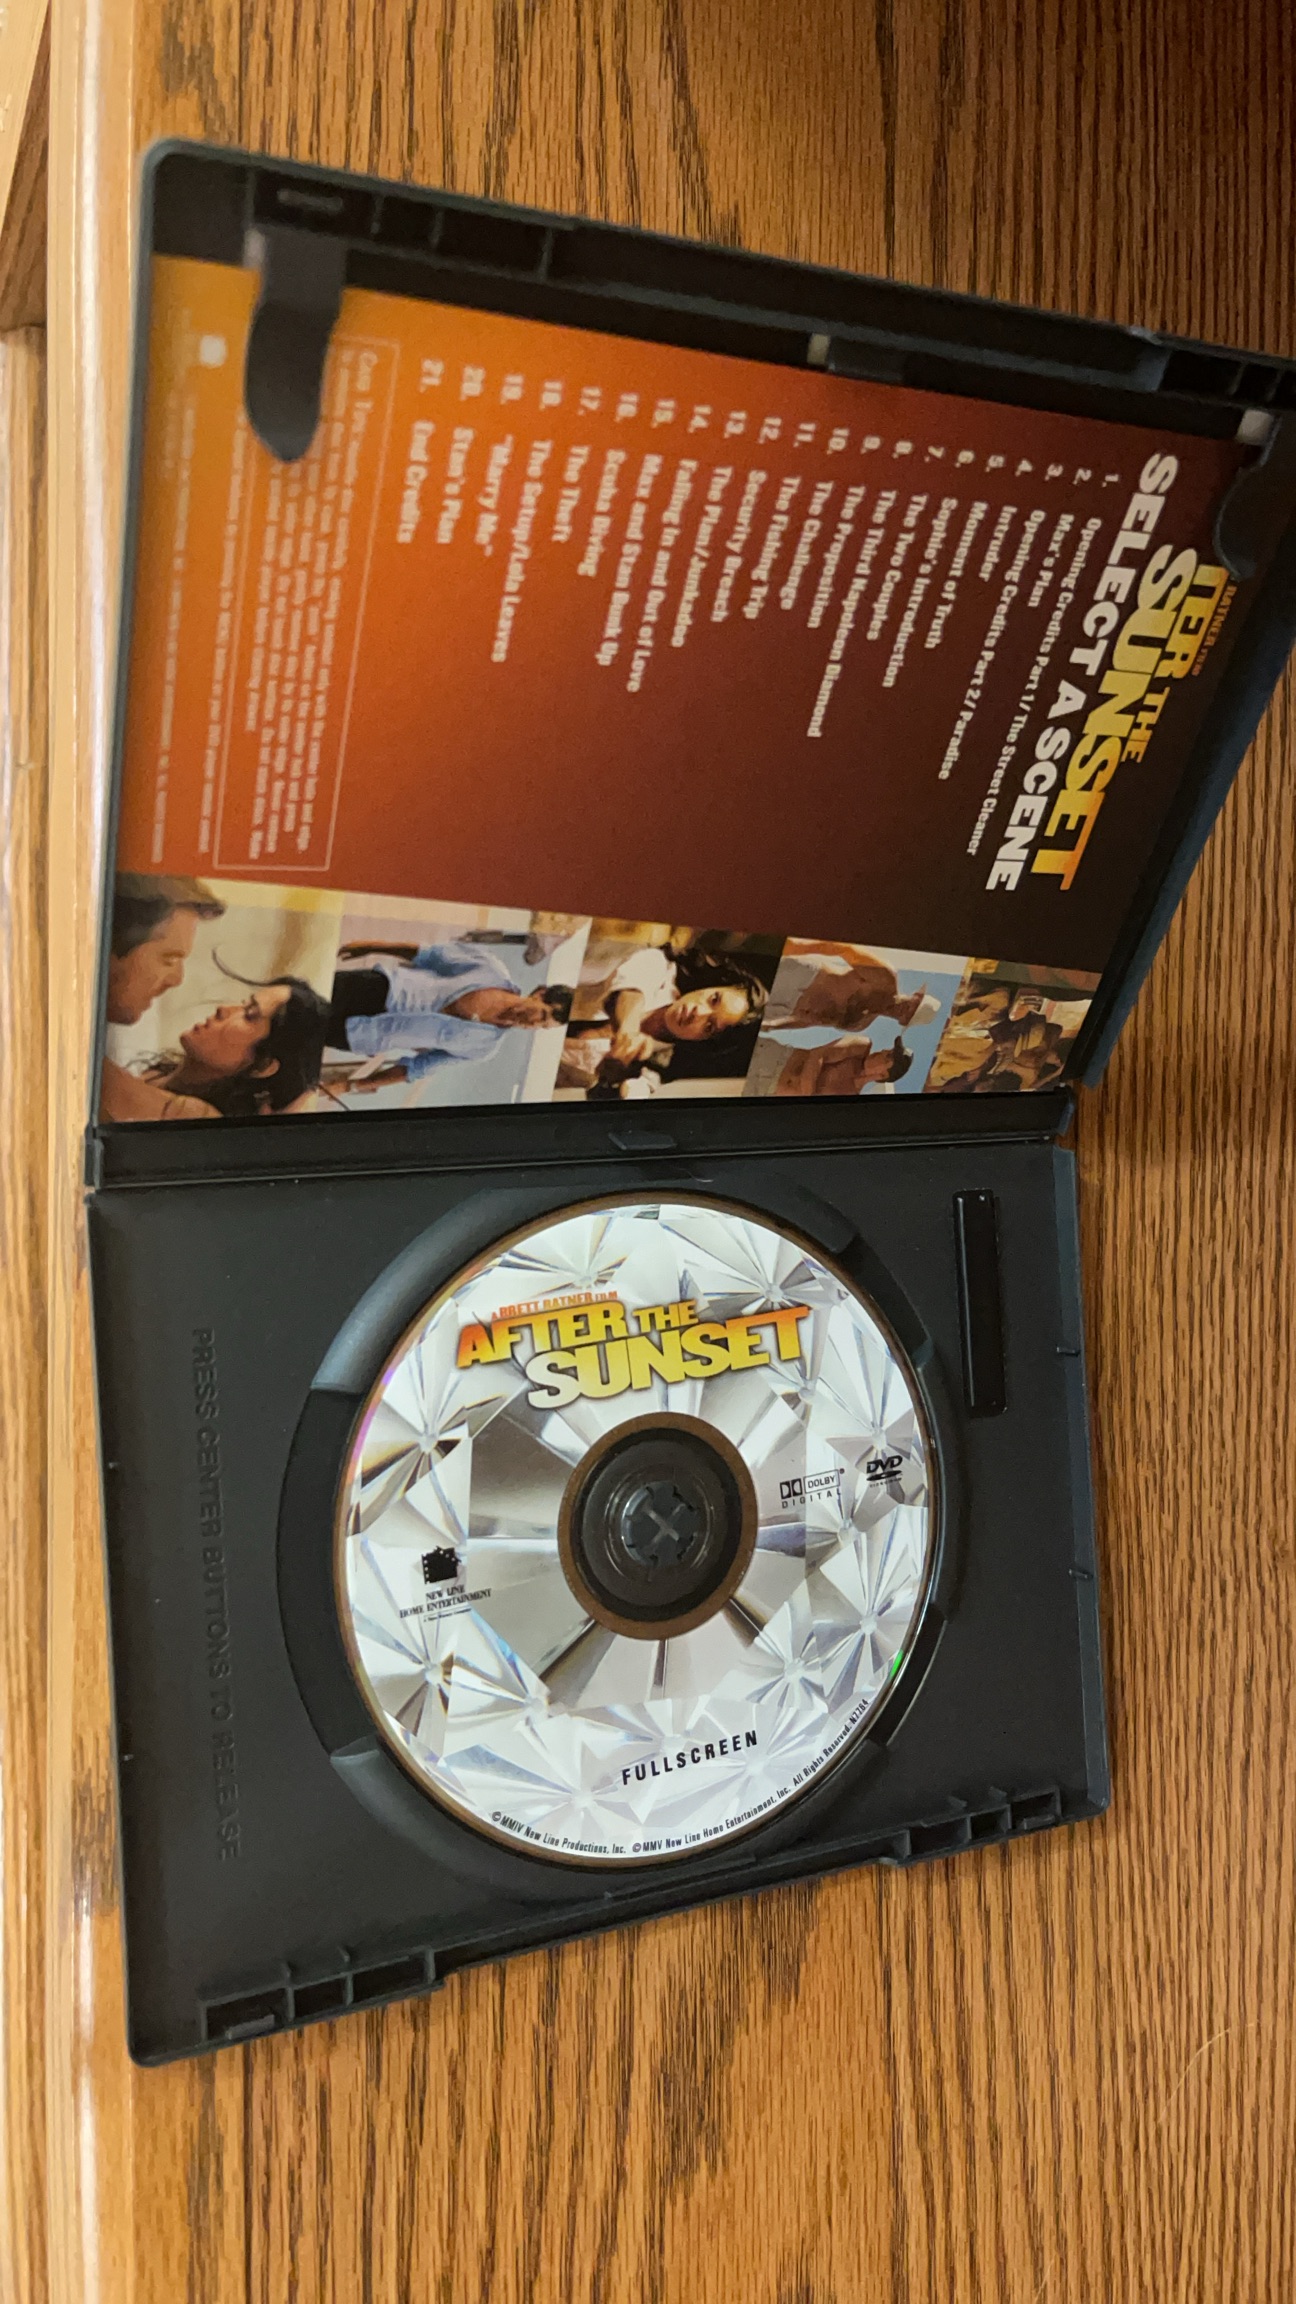 RATNER FILM
TER THE
SUNSET
SELECT A SCENE
1. Opening Credits Part 1/ The Street Cleaner
2. Max's Plan
3. Opening Credits Part 2/ Paradise
4. Intruder
5. Moment of Truth
6. Sophie's Introduction
7. The Two Couples
8. The Third Napoleon Diamond
9. The Proposition
10. The Challenge
11. The Fishing Trip
12. Security Breach
13. The Plan/Junkadoo
14. Falling In and Out of Love
15. Max and Stan Bunk Up
16. Scuba Diving
17. The Theft
18. The Setup/Lola Leaves
19. "Marry Me"
20. Stan's Plan
21. End Credits
A BRETT RATNER FILM
AFTER THE
SUNSET
DOLBY
DIGITAL
DVD
NEW LINE
HOME ENTERTAINMENT
FULLSCREEN
©MMIV New Line Productions, Inc. ©MMV New Line Home Entertainment, Inc. All Rights Reserved. N7784
PRESS CENTER BUTTONS TO RELEASE